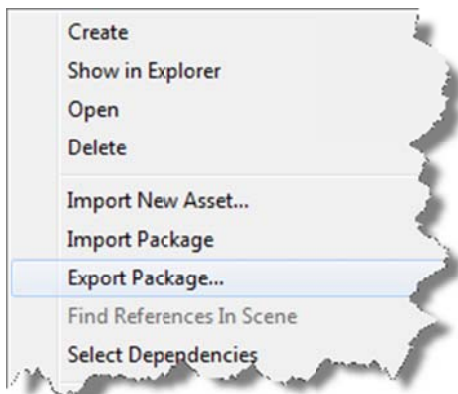 Create
Show in Explorer
Open
Delete
Import New Asset...
Import Package
Export Package...
Find References In Scene
Select Dependencies